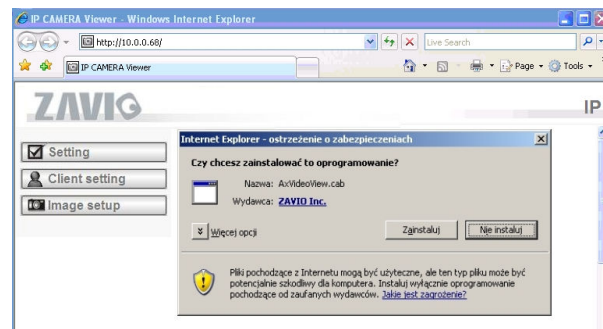 IP CAMERA Viewer - Windows Internet Explorer
http://10.0.0.68/
Live Search
IP CAMERA Viewer
Page
Tools
ZAVIO
IP
Setting
Client setting
Image setup
Internet Explorer - ostrzeżenie o zabezpieczeniach
Czy chcesz zainstalować to oprogramowanie?
Nazwa: AxVideoView.cab
Wydawca: ZAVIO Inc.
Więcej opcji
Zainstaluj
Nie instaluj
Pliki pochodzące z Internetu mogą być użyteczne, ale ten typ pliku może być
potencjalnie szkodliwy dla komputera. Instaluj wyłącznie oprogramowanie
pochodzące od zaufanych wydawców. Jakie jest zagrożenie?